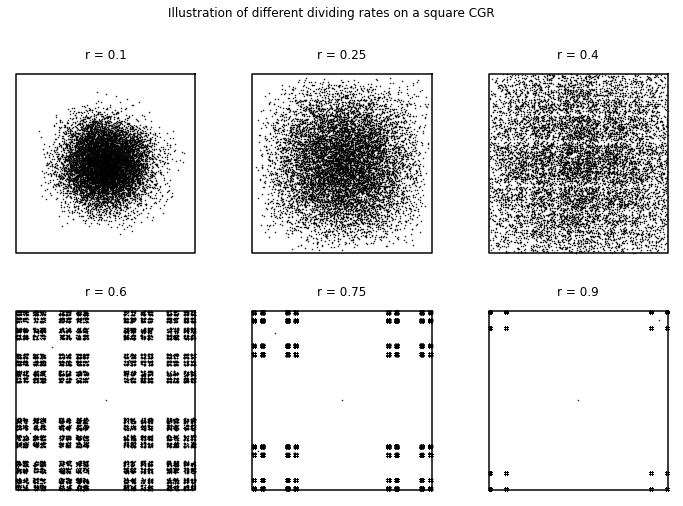 Illustration of different dividing rates on a square CGR
r = 0.1
r = 0.25
r = 0.4
r = 0.6
r = 0.75
r = 0.9